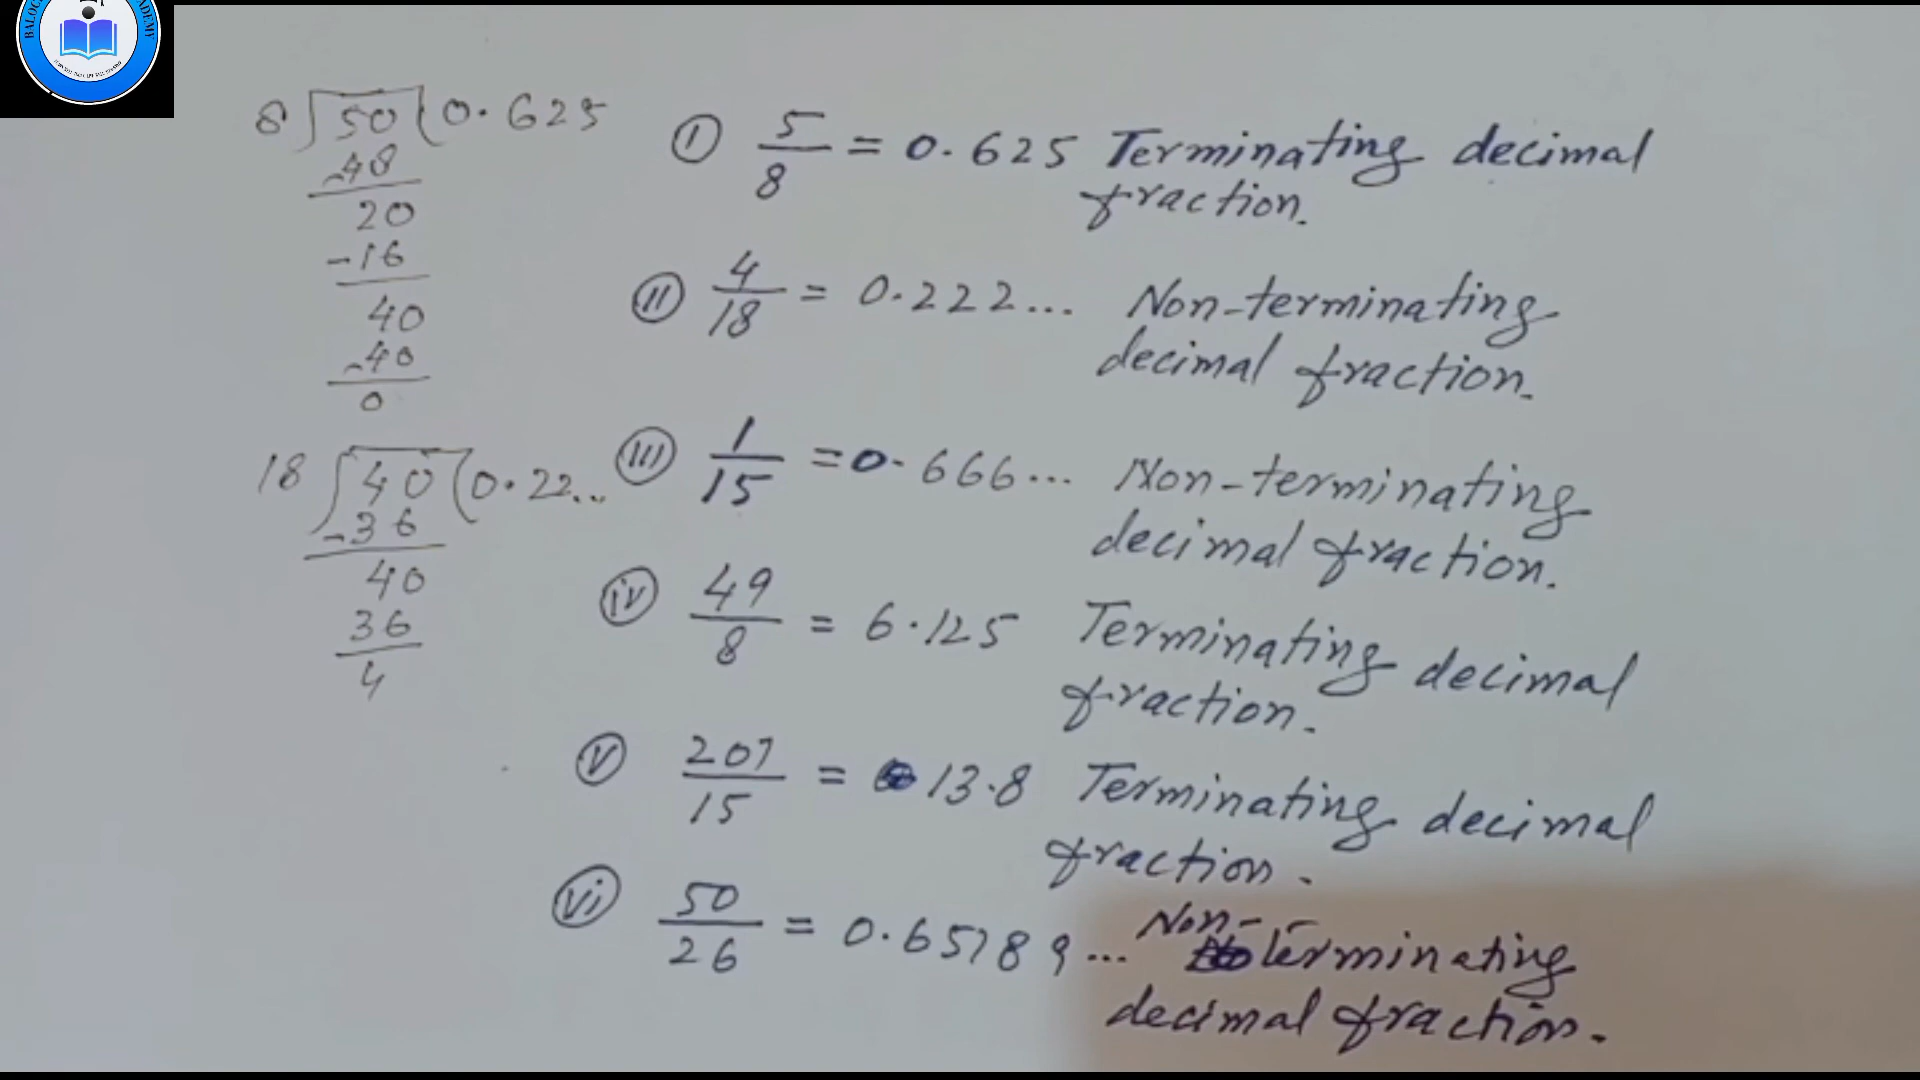 BALOC
ADEMY
8 50 0.625
-48
20
-16
40
-40
0
18 40 0.22...
-36
40
36
4
(I) 5/8 = 0.625 Terminating decimal
fraction.
(II) 4/18 = 0.222... Non-terminating
decimal fraction.
(III) 1/15 = 0.666... Non-terminating
decimal fraction.
(iv) 49/8 = 6.125 Terminating decimal
fraction.
(v) 207/15 = 13.8 Terminating decimal
fraction.
(vi) 50/26 = 0.65789... Non-terminating
decimal fraction.